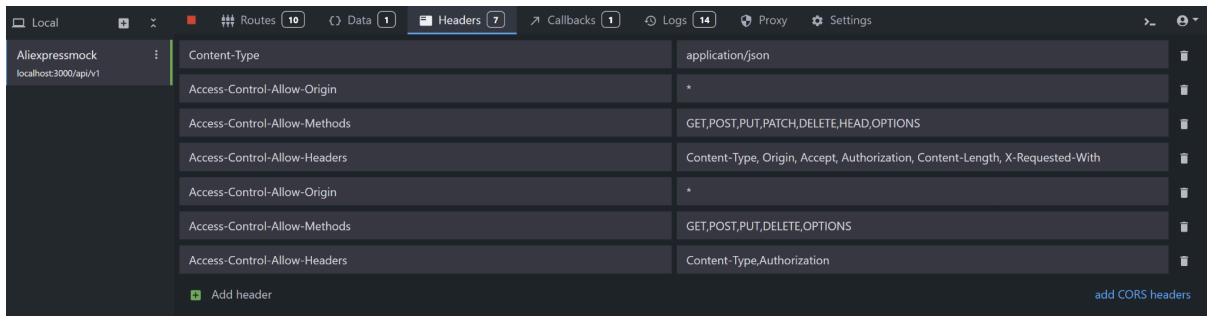 Local Routes 10 Data 1 Headers 7 Callbacks 1 Logs 14 Proxy Settings
Aliexpressmock
localhost:3000/api/v1
Content-Type application/json
Access-Control-Allow-Origin *
Access-Control-Allow-Methods GET,POST,PUT,PATCH,DELETE,HEAD,OPTIONS
Access-Control-Allow-Headers Content-Type, Origin, Accept, Authorization, Content-Length, X-Requested-With
Access-Control-Allow-Origin *
Access-Control-Allow-Methods GET,POST,PUT,DELETE,OPTIONS
Access-Control-Allow-Headers Content-Type,Authorization
Add header add CORS headers